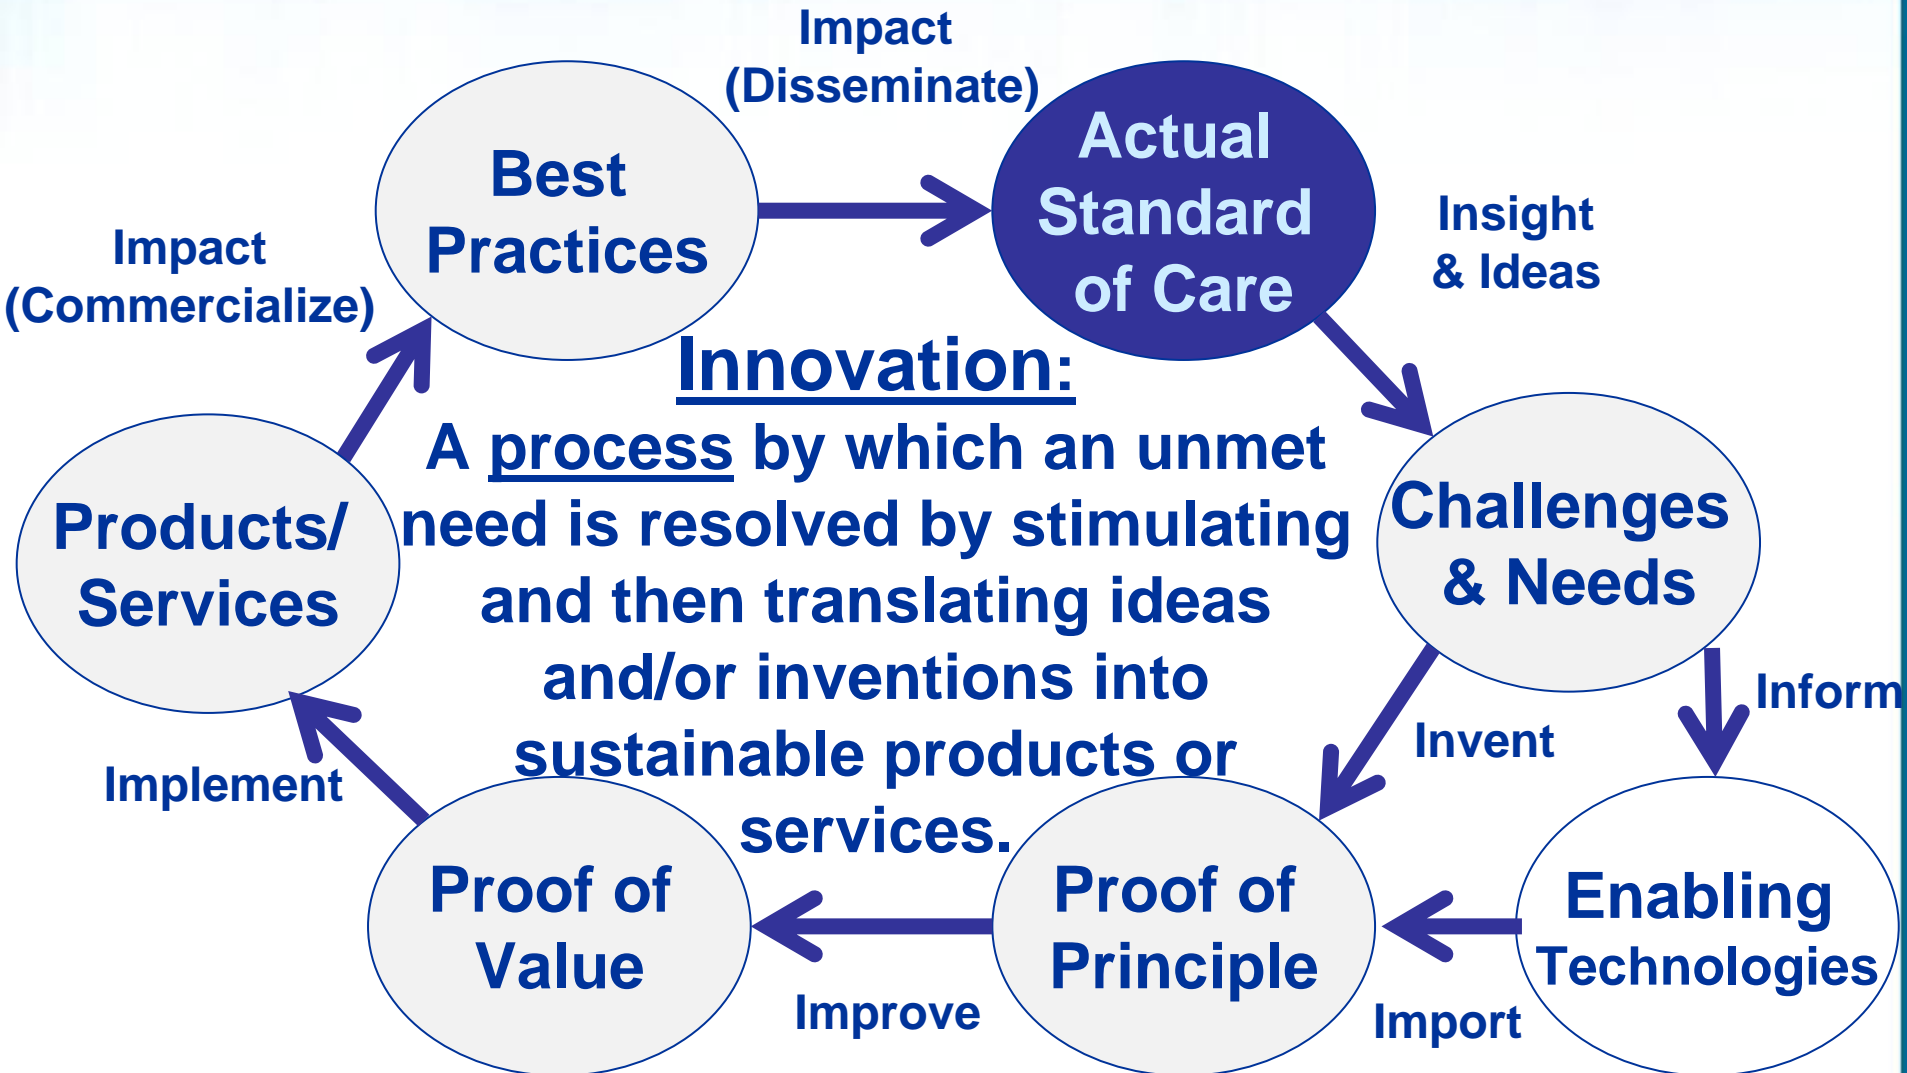 Impact
(Disseminate)
Best
Practices
Actual
Standard
of Care
Insight
& Ideas
Impact
(Commercialize)
Innovation:
A process by which an unmet
need is resolved by stimulating
and then translating ideas
and/or inventions into
sustainable products or
services.
Products/
Services
Challenges
& Needs
Inform
Invent
Implement
Proof of
Value
Proof of
Principle
Enabling
Technologies
Improve
Import